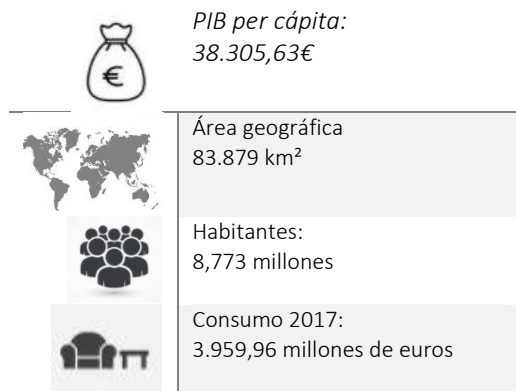 PIB per cápita:
38.305,63€
€
Área geográfica
83.879 km²
Habitantes:
8,773 millones
Consumo 2017:
3.959,96 millones de euros